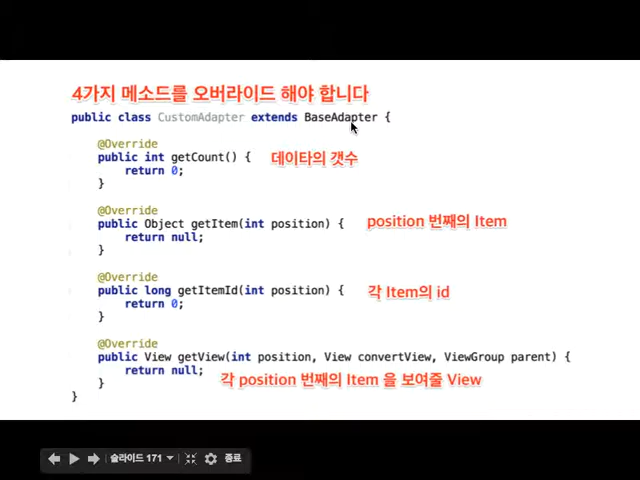 4가지 메소드를 오버라이드 해야 합니다
public class CustomAdapter extends BaseAdapter {
@Override
public int getCount() { 데이타의 갯수
return 0;
}
@Override
public Object getItem(int position) { position 번째의 Item
return null;
}
@Override
public long getItemId(int position) { 각 Item의 id
return 0;
}
@Override
public View getView(int position, View convertView, ViewGroup parent) {
return null;
각 position 번째의 Item 을 보여줄 View
}
}
슬라이드 171 종료